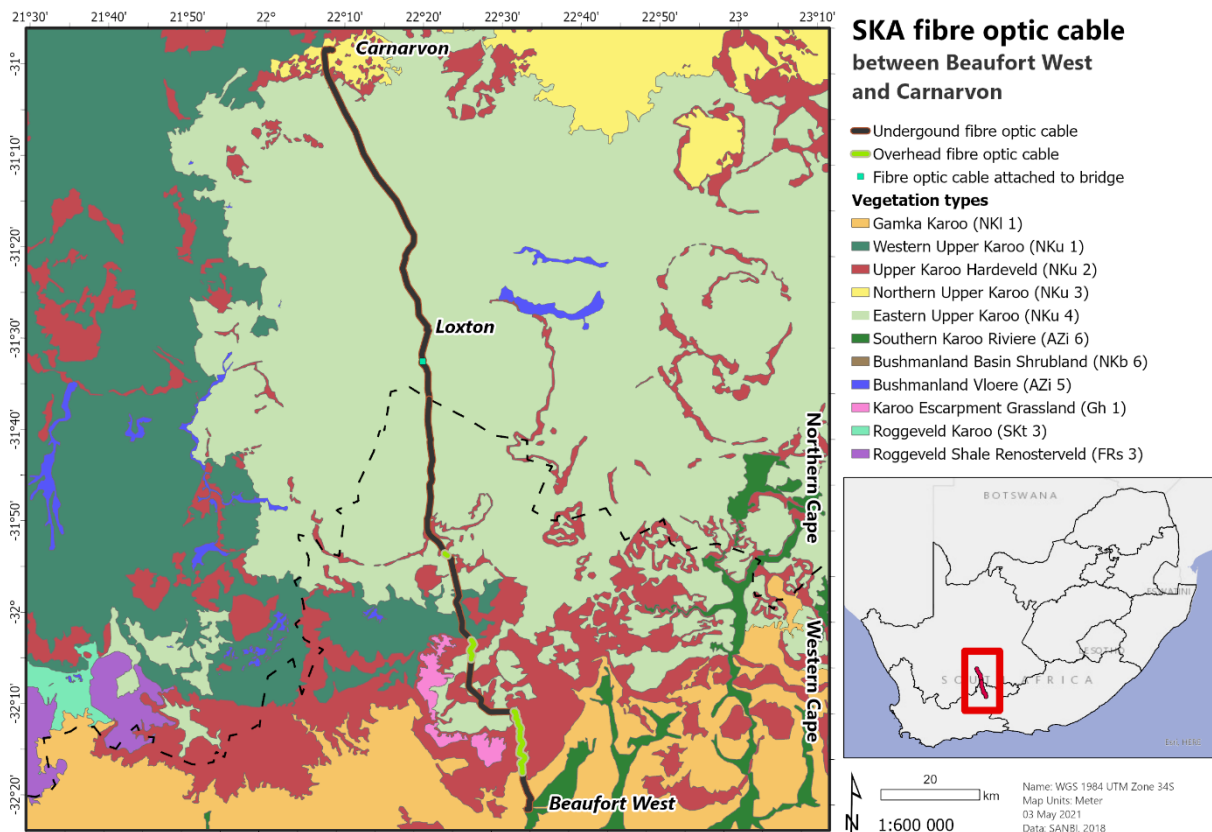 21°30' 21°40' 21°50' 22° 22°10' 22°20' 22°30' 22°40' 22°50' 23° 23°10'
-31°
-31°10'
-31°20'
-31°30'
-31°40'
-31°50'
-32°
-32°10'
-32°20'
Carnarvon
Loxton
Beaufort West
Northern Cape
Western Cape
SKA fibre optic cable
between Beaufort West
and Carnarvon
Undergound fibre optic cable
Overhead fibre optic cable
Fibre optic cable attached to bridge
Vegetation types
Gamka Karoo (NKl 1)
Western Upper Karoo (NKu 1)
Upper Karoo Hardeveld (NKu 2)
Northern Upper Karoo (NKu 3)
Eastern Upper Karoo (NKu 4)
Southern Karoo Riviere (AZi 6)
Bushmanland Basin Shrubland (NKb 6)
Bushmanland Vloere (AZi 5)
Karoo Escarpment Grassland (Gh 1)
Roggeveld Karoo (SKt 3)
Roggeveld Shale Renosterveld (FRs 3)
BOTSWANA
ESWATINI
LESOTHO
SOUTH AFRICA
N
20
km
1:600 000
Name: WGS 1984 UTM Zone 34S
Map Units: Meter
03 May 2021
Data: SANBI, 2018